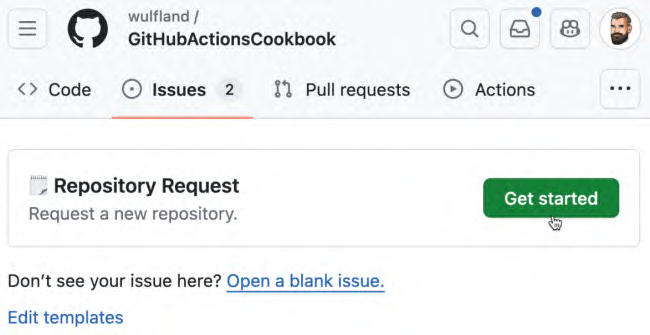 wulfland /
GitHubActionsCookbook
Code Issues 2 Pull requests Actions
Repository Request
Request a new repository.
Get started
Don't see your issue here? Open a blank issue.
Edit templates